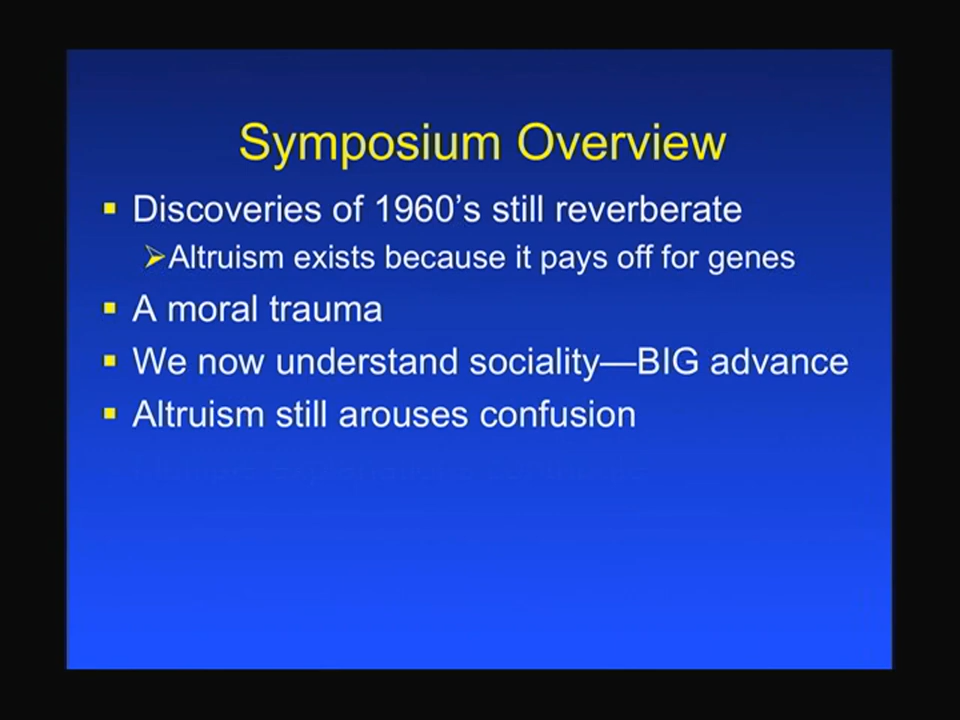 Symposium Overview
Discoveries of 1960's still reverberate
Altruism exists because it pays off for genes
A moral trauma
We now understand sociality—BIG advance
Altruism still arouses confusion